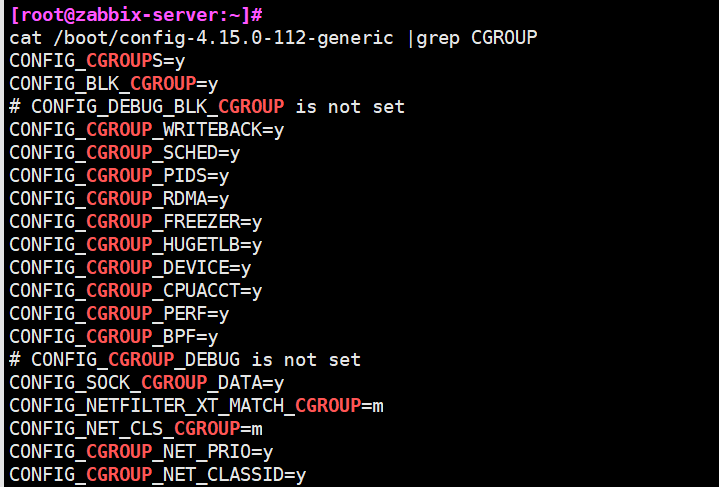 [root@zabbix-server:~]#
cat /boot/config-4.15.0-112-generic |grep CGROUP
CONFIG_CGROUPS=y
CONFIG_BLK_CGROUP=y
# CONFIG_DEBUG_BLK_CGROUP is not set
CONFIG_CGROUP_WRITEBACK=y
CONFIG_CGROUP_SCHED=y
CONFIG_CGROUP_PIDS=y
CONFIG_CGROUP_RDMA=y
CONFIG_CGROUP_FREEZER=y
CONFIG_CGROUP_HUGETLB=y
CONFIG_CGROUP_DEVICE=y
CONFIG_CGROUP_CPUACCT=y
CONFIG_CGROUP_PERF=y
CONFIG_CGROUP_BPF=y
# CONFIG_CGROUP_DEBUG is not set
CONFIG_SOCK_CGROUP_DATA=y
CONFIG_NETFILTER_XT_MATCH_CGROUP=m
CONFIG_NET_CLS_CGROUP=m
CONFIG_CGROUP_NET_PRIO=y
CONFIG_CGROUP_NET_CLASSID=y